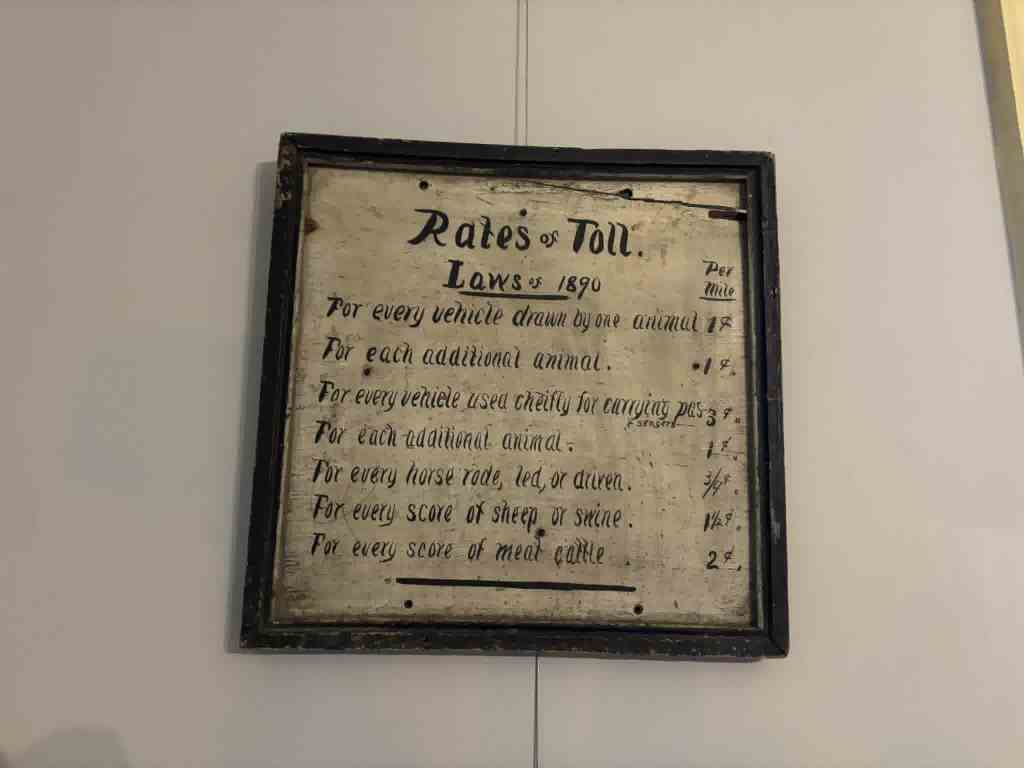 Rates of Toll.
Laws of 1890
Per
Mile
For every vehicle drawn by one animal 1¢
For each additional animal. 1¢.
For every vehicle used cheifly for carrying pas- 3¢.
sengers
For each additional animal. 1¢.
For every horse rode, led, or driven. 3/4¢.
For every score of sheep or swine. 1½¢.
For every score of meat cattle. 2¢.